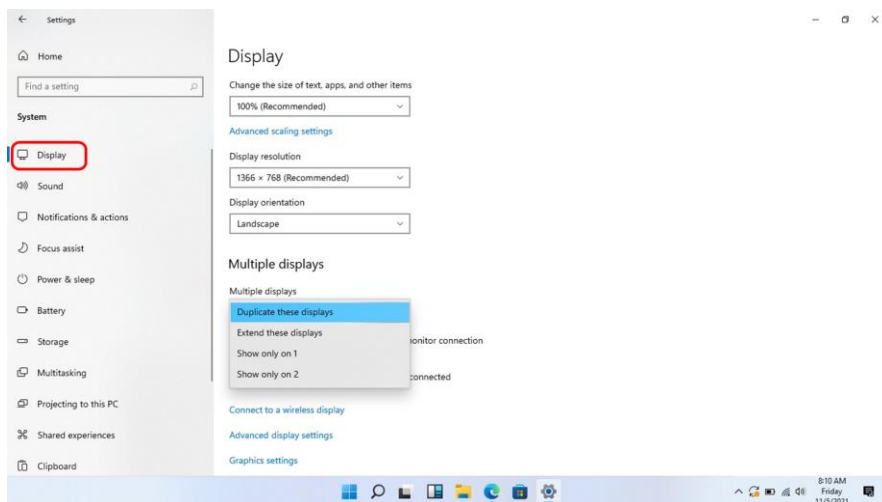 Settings
Home
Find a setting
System
Display
Sound
Notifications & actions
Focus assist
Power & sleep
Battery
Storage
Multitasking
Projecting to this PC
Shared experiences
Clipboard
Display
Change the size of text, apps, and other items
100% (Recommended)
Advanced scaling settings
Display resolution
1366 × 768 (Recommended)
Display orientation
Landscape
Multiple displays
Multiple displays
Duplicate these displays
Extend these displays
Show only on 1
Show only on 2
onitor connection
connected
Connect to a wireless display
Advanced display settings
Graphics settings
8:10 AM
Friday
11/5/2021